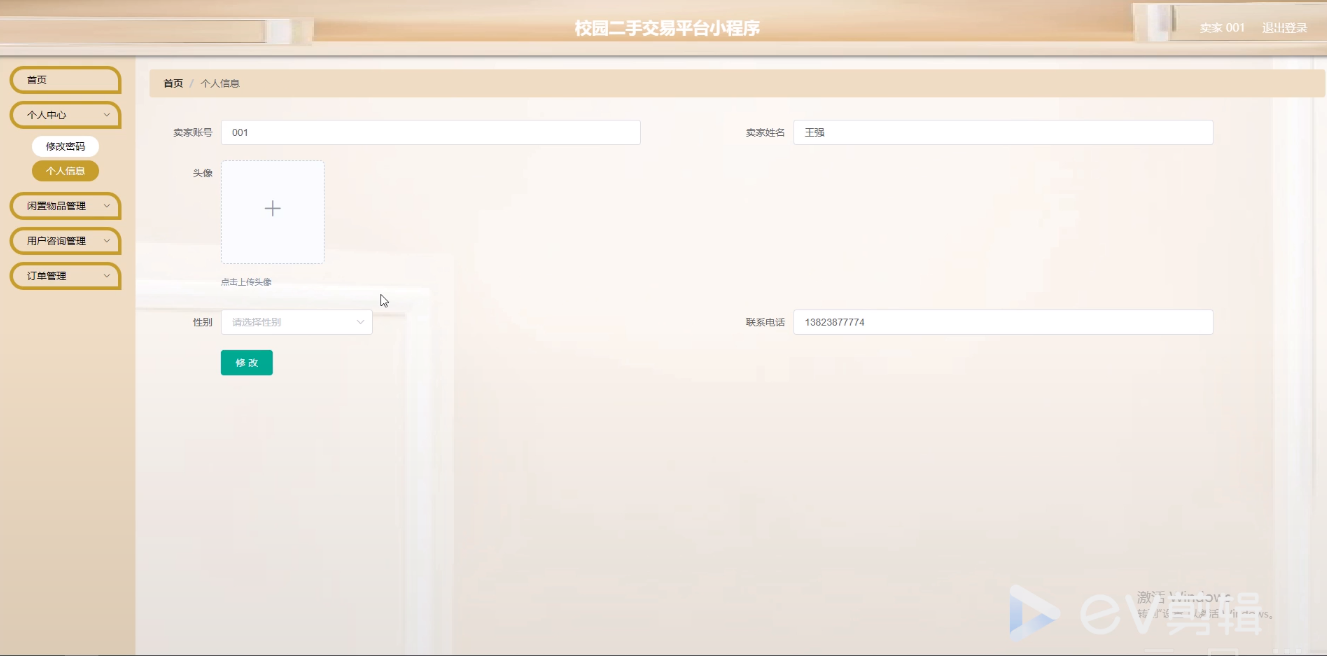 校园二手交易平台小程序
卖家 001 退出登录
首页
个人中心
修改密码
个人信息
闲置物品管理
用户咨询管理
订单管理
首页 / 个人信息
卖家账号 001
卖家姓名 王强
头像
点击上传头像
性别 请选择性别
联系电话 13823877774
修 改
激活 Windows
ev剪辑